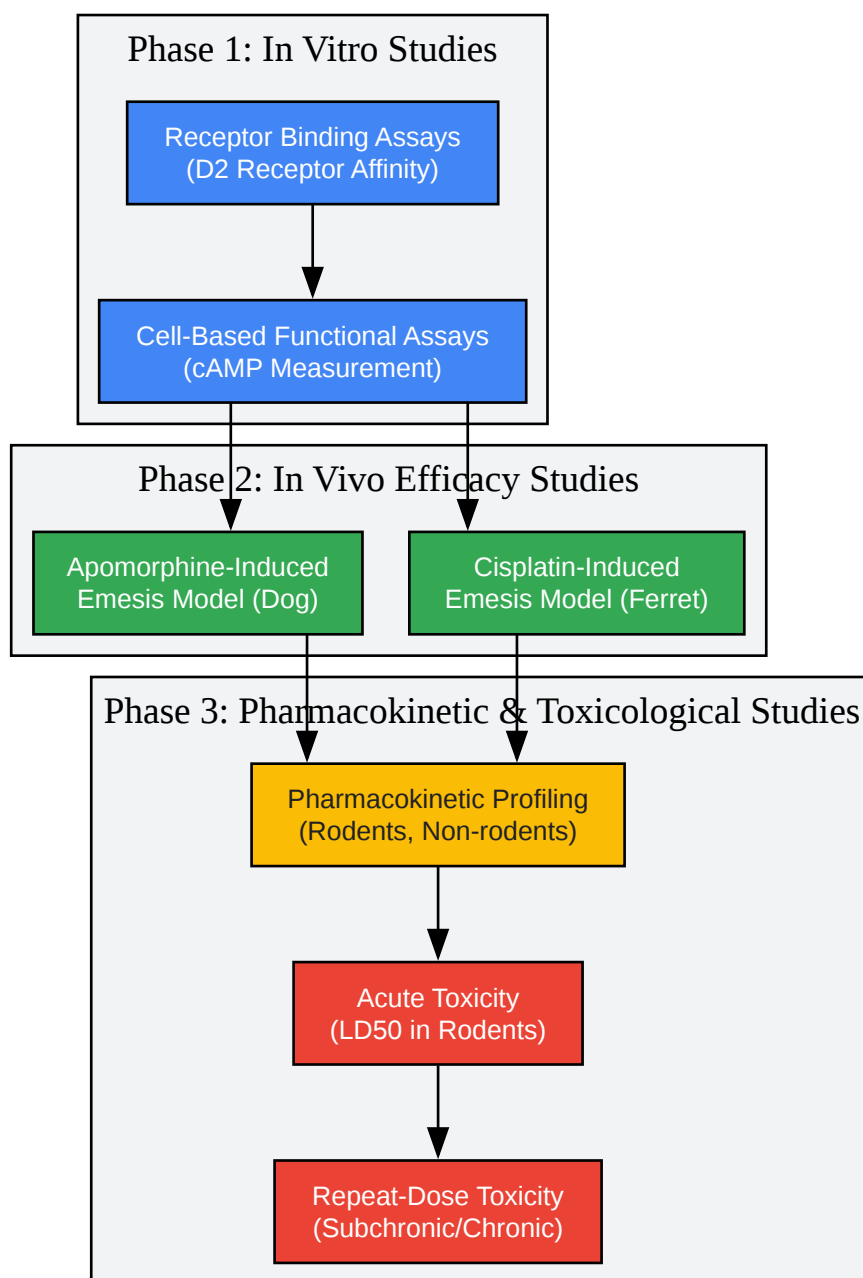 Phase 1: In Vitro Studies
Receptor Binding Assays
(D2 Receptor Affinity)
Cell-Based Functional Assays
(cAMP Measurement)
Phase 2: In Vivo Efficacy Studies
Apomorphine-Induced
Emesis Model (Dog)
Cisplatin-Induced
Emesis Model (Ferret)
Phase 3: Pharmacokinetic & Toxicological Studies
Pharmacokinetic Profiling
(Rodents, Non-rodents)
Acute Toxicity
(LD50 in Rodents)
Repeat-Dose Toxicity
(Subchronic/Chronic)